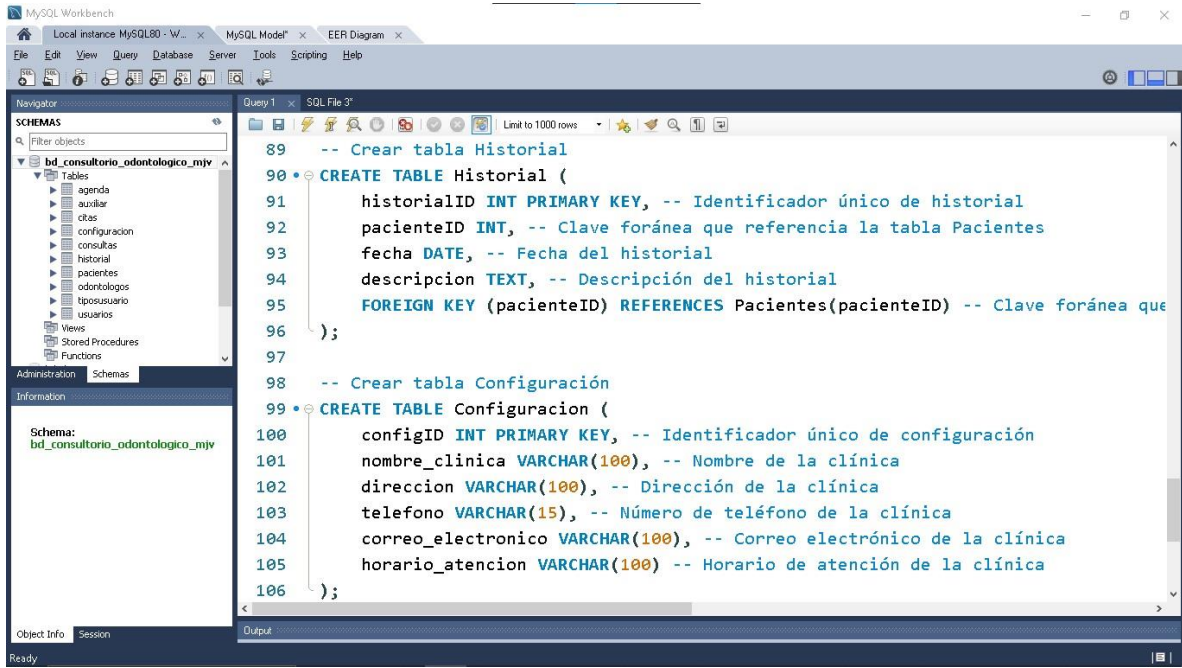 MySQL Workbench
Local instance MySQL80 - W... × MySQL Model* × EER Diagram ×
File Edit View Query Database Server Tools Scripting Help
Navigator
SCHEMAS
Filter objects
bd_consultorio_odontologico_mjv
Tables
agenda
auxiliar
citas
configuracion
consultas
historial
pacientes
odontologos
tiposusuario
usuarios
Views
Stored Procedures
Functions
Administration Schemas
Information
Schema:
bd_consultorio_odontologico_mjv
Object Info Session
Query 1 × SQL File 3*
Limit to 1000 rows
89 -- Crear tabla Historial
90 CREATE TABLE Historial (
91 historialID INT PRIMARY KEY, -- Identificador único de historial
92 pacienteID INT, -- Clave foránea que referencia la tabla Pacientes
93 fecha DATE, -- Fecha del historial
94 descripcion TEXT, -- Descripción del historial
95 FOREIGN KEY (pacienteID) REFERENCES Pacientes(pacienteID) -- Clave foránea que
96 );
97
98 -- Crear tabla Configuración
99 CREATE TABLE Configuracion (
100 configID INT PRIMARY KEY, -- Identificador único de configuración
101 nombre_clinica VARCHAR(100), -- Nombre de la clínica
102 direccion VARCHAR(100), -- Dirección de la clínica
103 telefono VARCHAR(15), -- Número de teléfono de la clínica
104 correo_electronico VARCHAR(100), -- Correo electrónico de la clínica
105 horario_atencion VARCHAR(100) -- Horario de atención de la clínica
106 );
Output
Ready